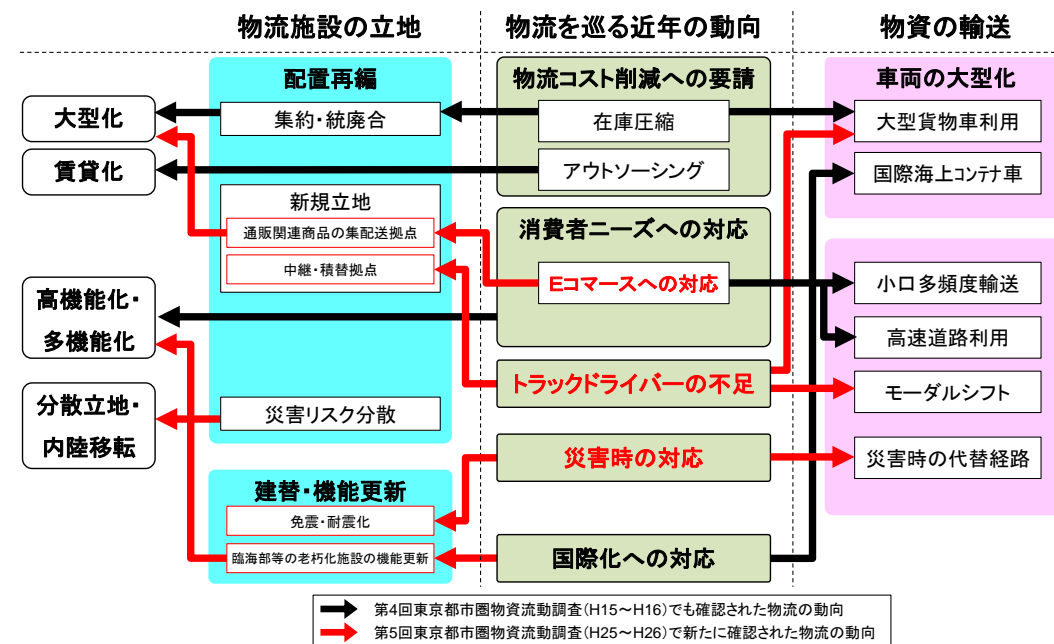 物流施設の立地
物流を巡る近年の動向
物資の輸送
大型化
賃貸化
高機能化・
多機能化
分散立地・
内陸移転
配置再編
集約・統廃合
新規立地
通販関連商品の集配送拠点
中継・積替拠点
災害リスク分散
建替・機能更新
免震・耐震化
臨海部等の老朽化施設の機能更新
物流コスト削減への要請
在庫圧縮
アウトソーシング
消費者ニーズへの対応
Eコマースへの対応
トラックドライバーの不足
災害時の対応
国際化への対応
車両の大型化
大型貨物車利用
国際海上コンテナ車
小口多頻度輸送
高速道路利用
モーダルシフト
災害時の代替経路
第4回東京都市圏物資流動調査(H15～H16)でも確認された物流の動向
第5回東京都市圏物資流動調査(H25～H26)で新たに確認された物流の動向